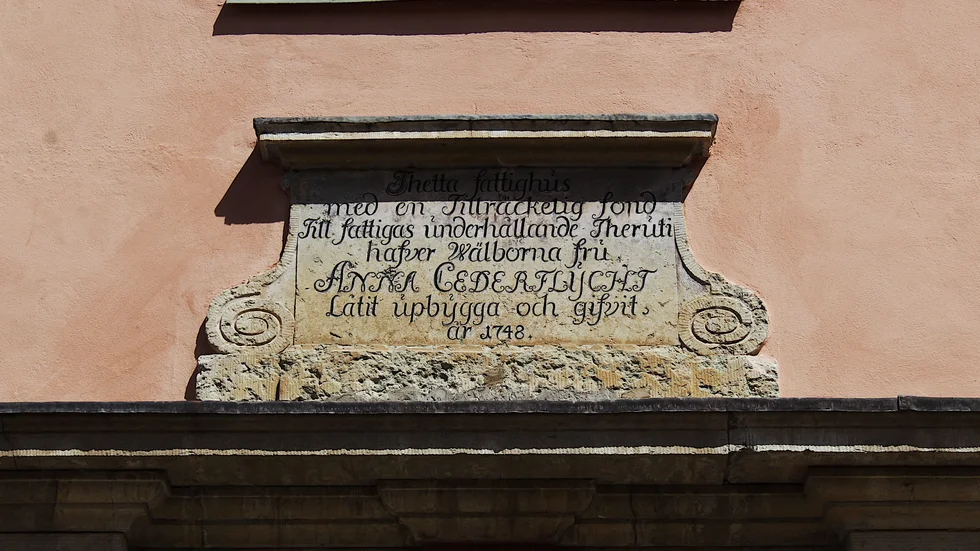 Thetta fattighus
med en Tillräckelig fond
Till fattigas underhållande Theruti
hafver Wälborna fru
ANNA CEDERFLYCHT
Låtit upbygga och gifvit,
år 1748.